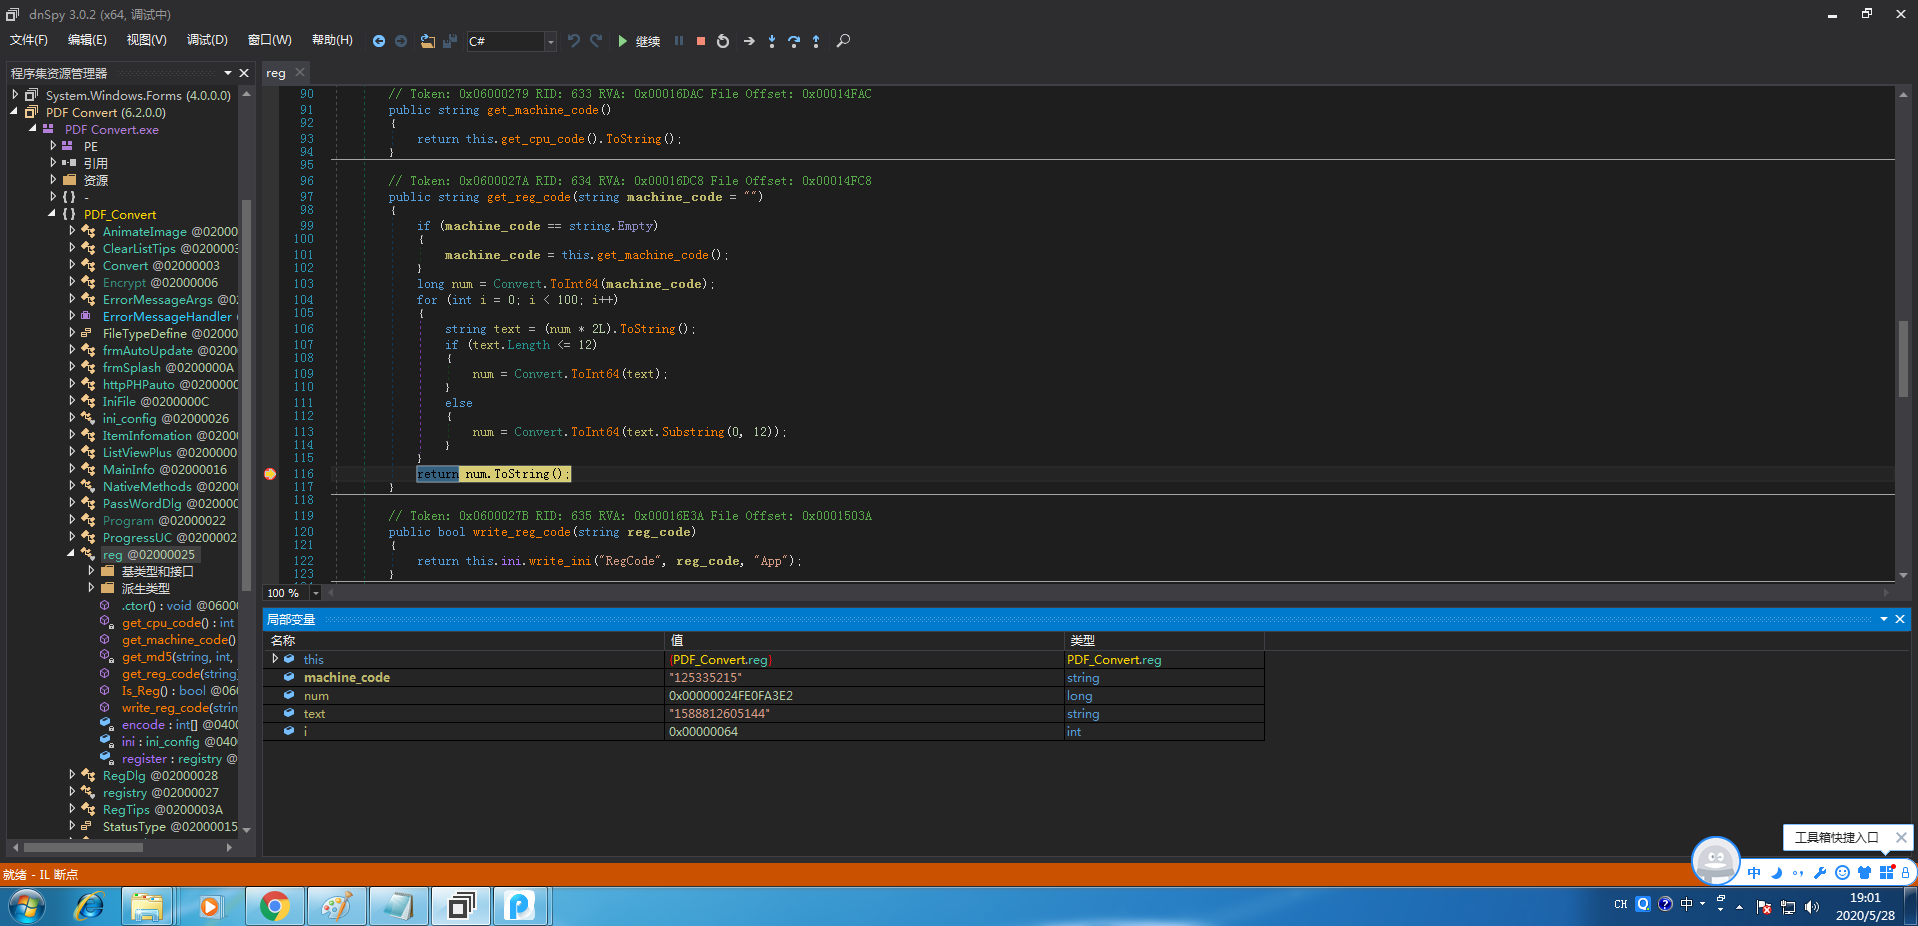 dnSpy 3.0.2 (x64, 调试中)
文件(F) 编辑(E) 视图(V) 调试(D) 窗口(W) 帮助(H) C# 继续
程序集资源管理器
System.Windows.Forms (4.0.0.0)
PDF Convert (6.2.0.0)
PDF Convert.exe
PE
引用
资源
{ } -
{ } PDF_Convert
AnimateImage @02000
ClearListTips @0200003
Convert @02000003
Encrypt @02000006
ErrorMessageArgs @02
ErrorMessageHandler
FileTypeDefine @02000
frmAutoUpdate @0200
frmSplash @0200000A
httpPHPauto @0200000
IniFile @0200000C
ini_config @02000026
ItemInfomation @0200
ListViewPlus @0200000
MainInfo @02000016
NativeMethods @0200
PassWordDlg @020000
Program @02000022
ProgressUC @0200002
reg @02000025
基类型和接口
派生类型
.ctor() : void @0600
get_cpu_code() : int
get_machine_code()
get_md5(string, int,
get_reg_code(string
Is_Reg() : bool @060
write_reg_code(strin
encode : int[] @040
ini : ini_config @040
register : registry @
RegDlg @02000028
registry @02000027
RegTips @0200003A
StatusType @02000015
reg
90 // Token: 0x06000279 RID: 633 RVA: 0x00016DAC File Offset: 0x00014FAC
91 public string get_machine_code()
92 {
93 return this.get_cpu_code().ToString();
94 }
95
96 // Token: 0x0600027A RID: 634 RVA: 0x00016DC8 File Offset: 0x00014FC8
97 public string get_reg_code(string machine_code = "")
98 {
99 if (machine_code == string.Empty)
100 {
101 machine_code = this.get_machine_code();
102 }
103 long num = Convert.ToInt64(machine_code);
104 for (int i = 0; i < 100; i++)
105 {
106 string text = (num * 2L).ToString();
107 if (text.Length <= 12)
108 {
109 num = Convert.ToInt64(text);
110 }
111 else
112 {
113 num = Convert.ToInt64(text.Substring(0, 12));
114 }
115 }
116 return num.ToString();
117 }
118
119 // Token: 0x0600027B RID: 635 RVA: 0x00016E3A File Offset: 0x0001503A
120 public bool write_reg_code(string reg_code)
121 {
122 return this.ini.write_ini("RegCode", reg_code, "App");
123 }
100 %
局部变量
名称 值 类型
this {PDF_Convert.reg} PDF_Convert.reg
machine_code "125335215" string
num 0x00000024FE0FA3E2 long
text "1588812605144" string
i 0x00000064 int
工具箱快捷入口
中
就绪 - IL 断点
CH 中
19:01
2020/5/28